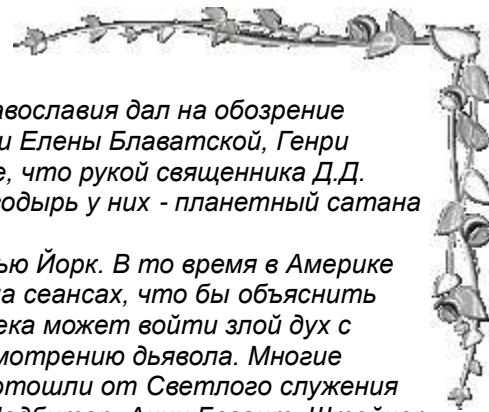 авославия дал на обозрение
и Елены Блаватской, Генри
е, что рукой священника Д.Д.
одырь у них - планетный сатана
ью Йорк. В то время в Америке
а сеансах, что бы объяснить
ека может войти злой дух с
мотрению дьявола. Многие
отошли от Светлого служения